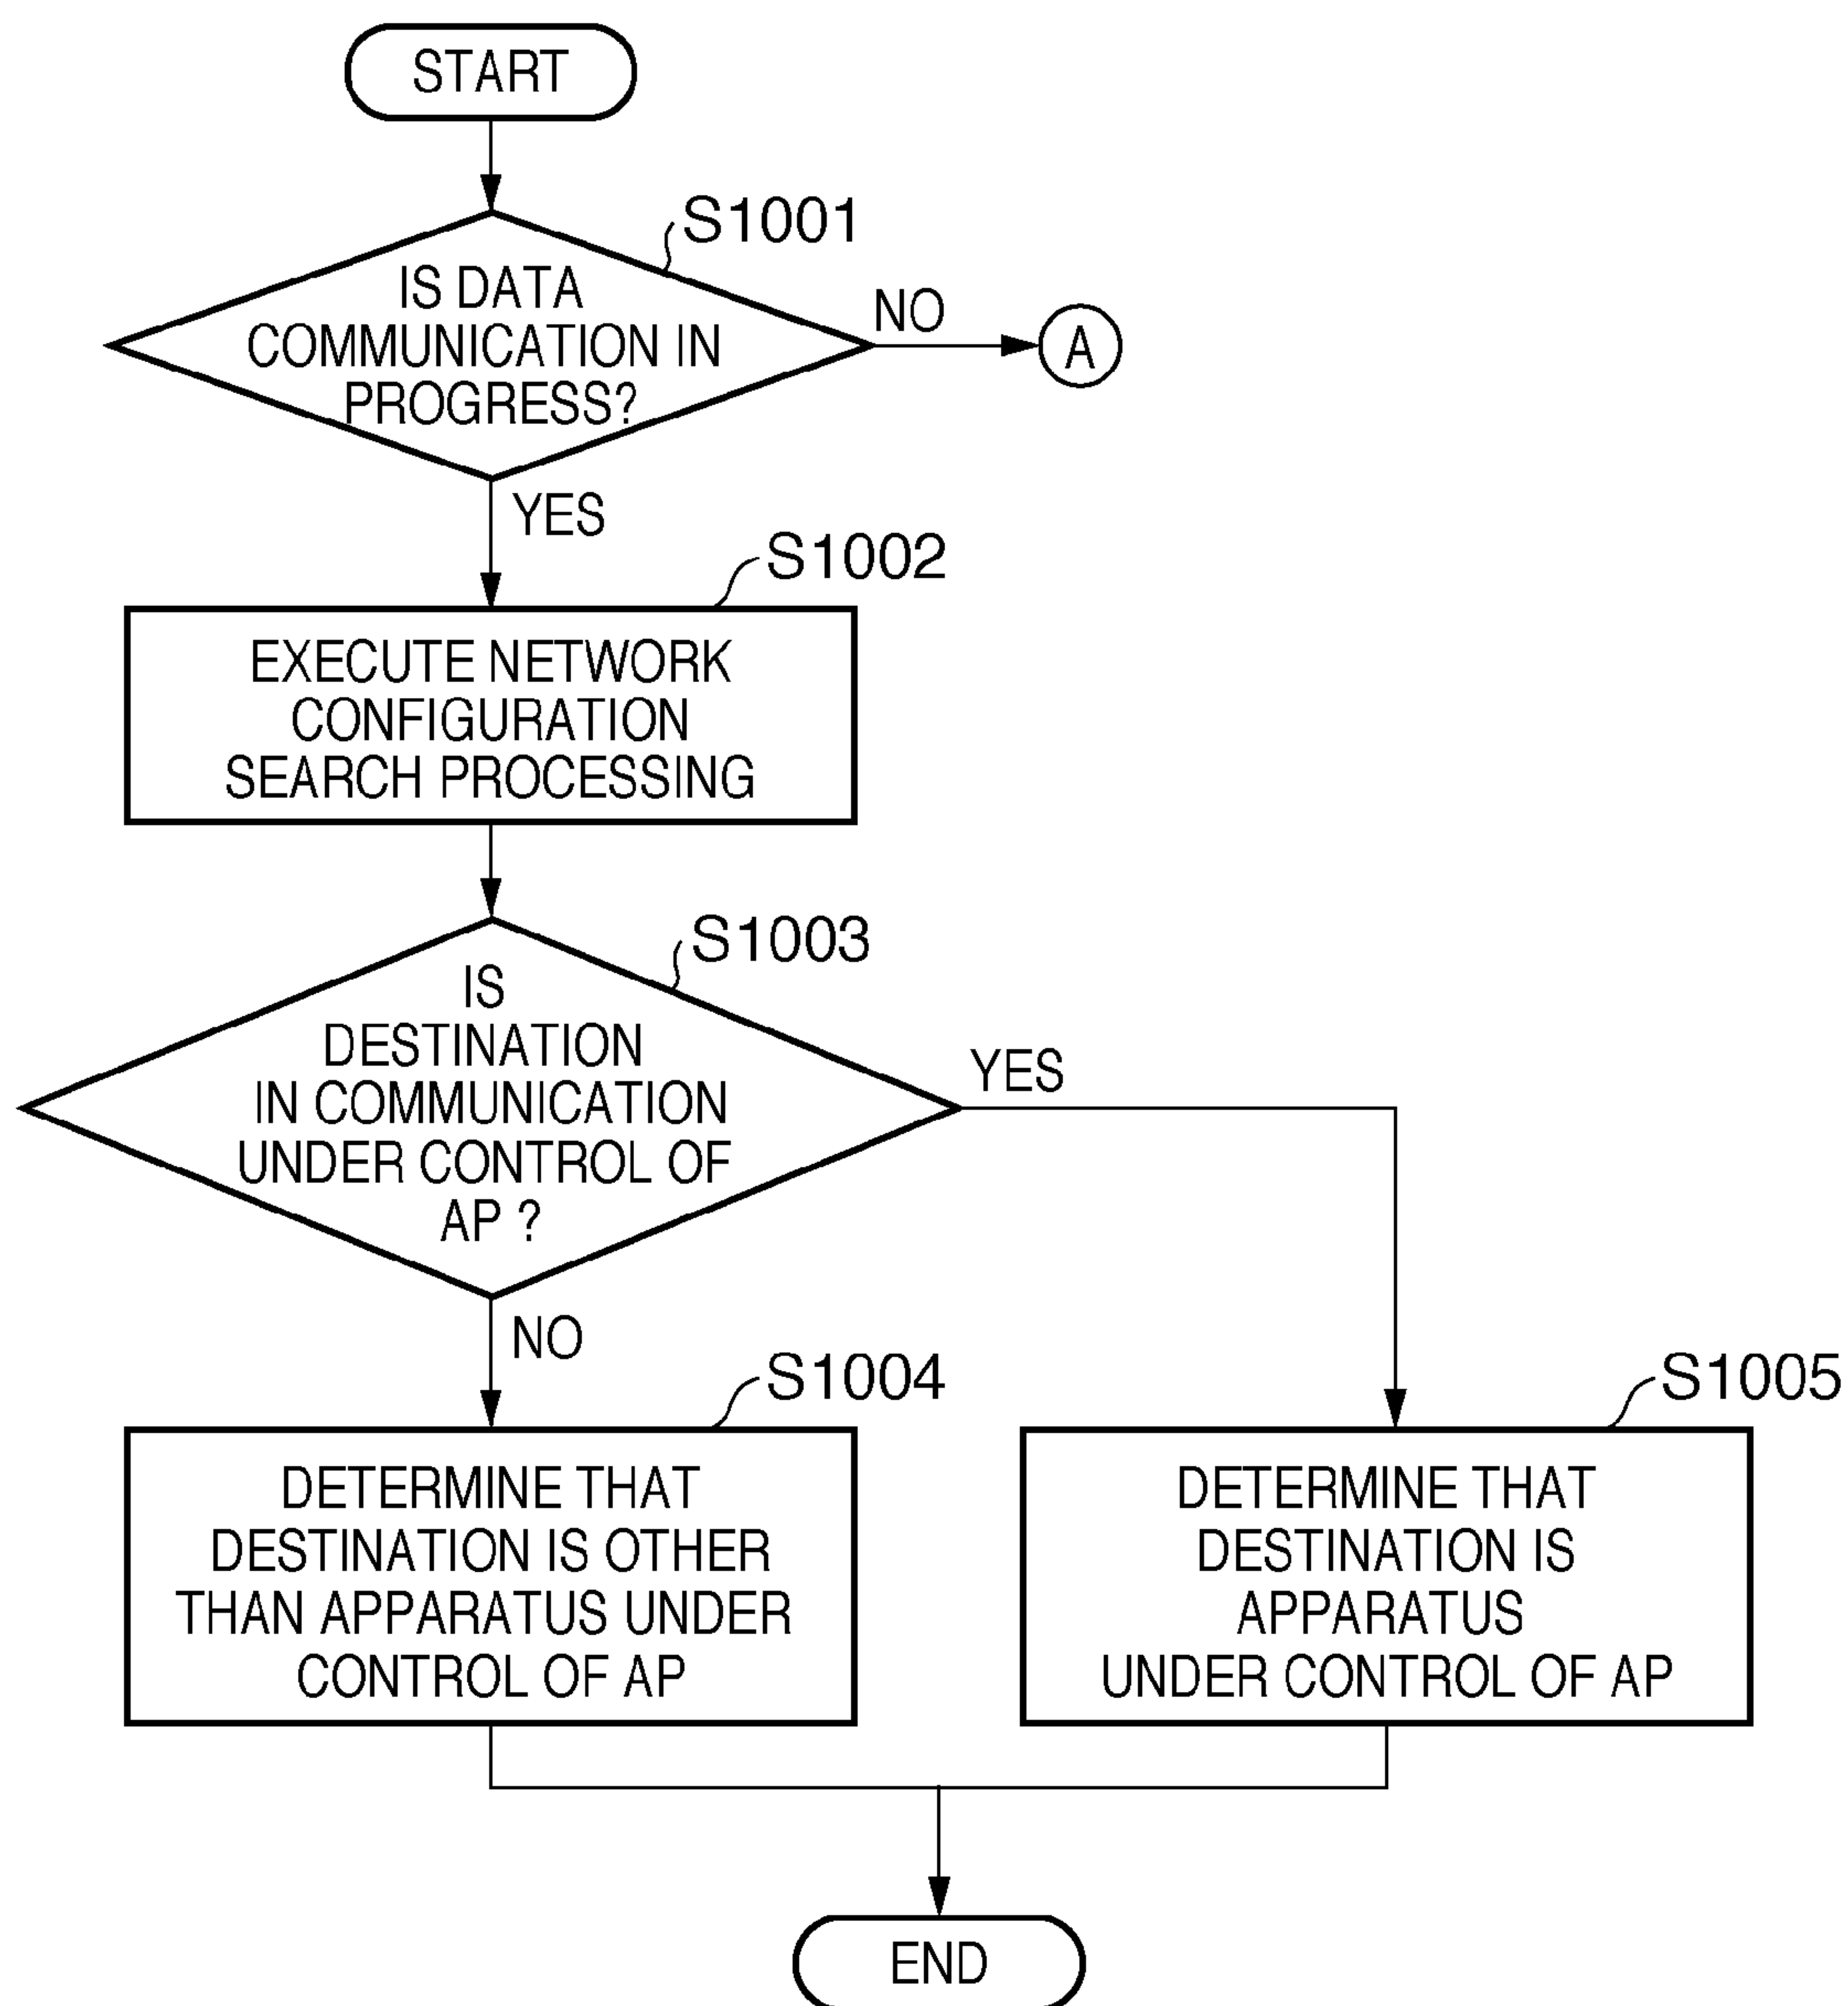 START
S1001
IS DATA
COMMUNICATION IN
PROGRESS?
NO
A
YES
S1002
EXECUTE NETWORK
CONFIGURATION
SEARCH PROCESSING
S1003
IS
DESTINATION
IN COMMUNICATION
UNDER CONTROL OF
AP ?
YES
NO
S1004
DETERMINE THAT
DESTINATION IS OTHER
THAN APPARATUS UNDER
CONTROL OF AP
S1005
DETERMINE THAT
DESTINATION IS
APPARATUS
UNDER CONTROL OF AP
END